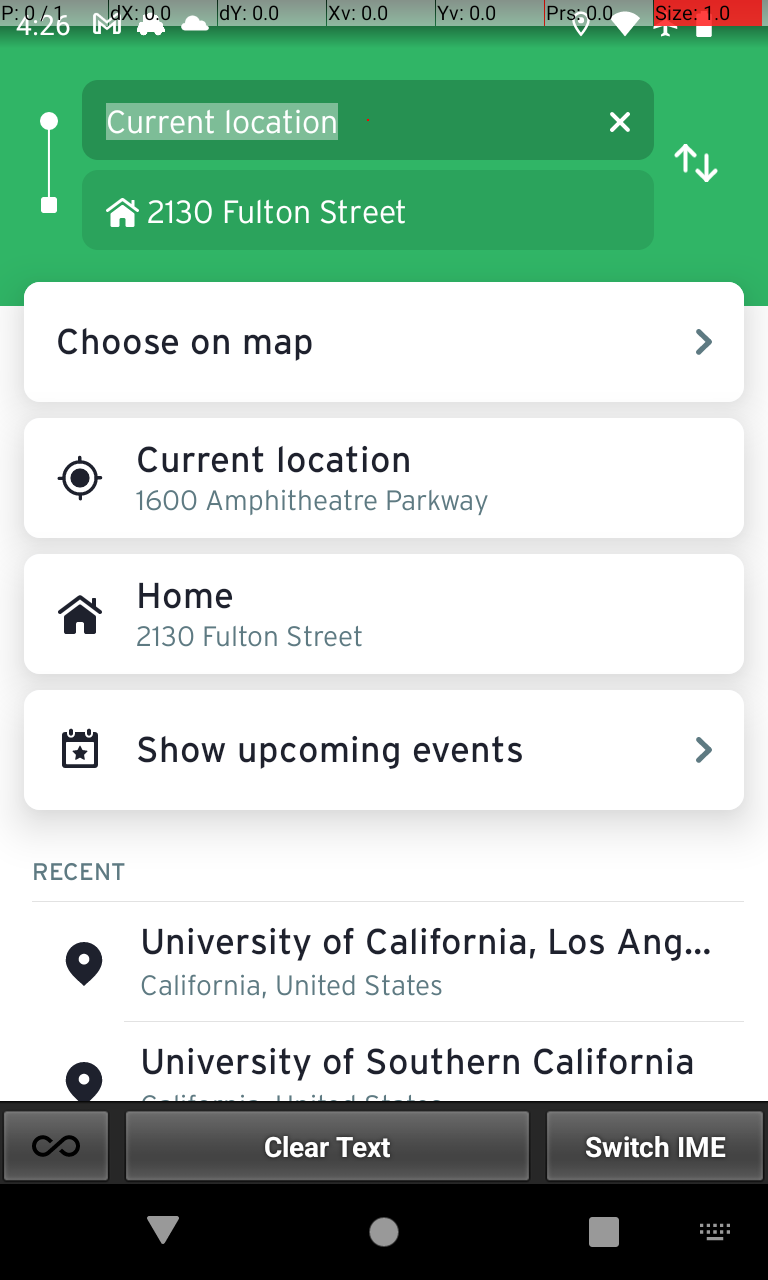 P: 0 / 1 dX: 0.0 dY: 0.0 Xv: 0.0 Yv: 0.0 Prs: 0.0 Size: 1.0
4:26
Current location
2130 Fulton Street
Choose on map
Current location
1600 Amphitheatre Parkway
Home
2130 Fulton Street
Show upcoming events
RECENT
University of California, Los Ang...
California, United States
University of Southern California
California, United States
Clear Text Switch IME